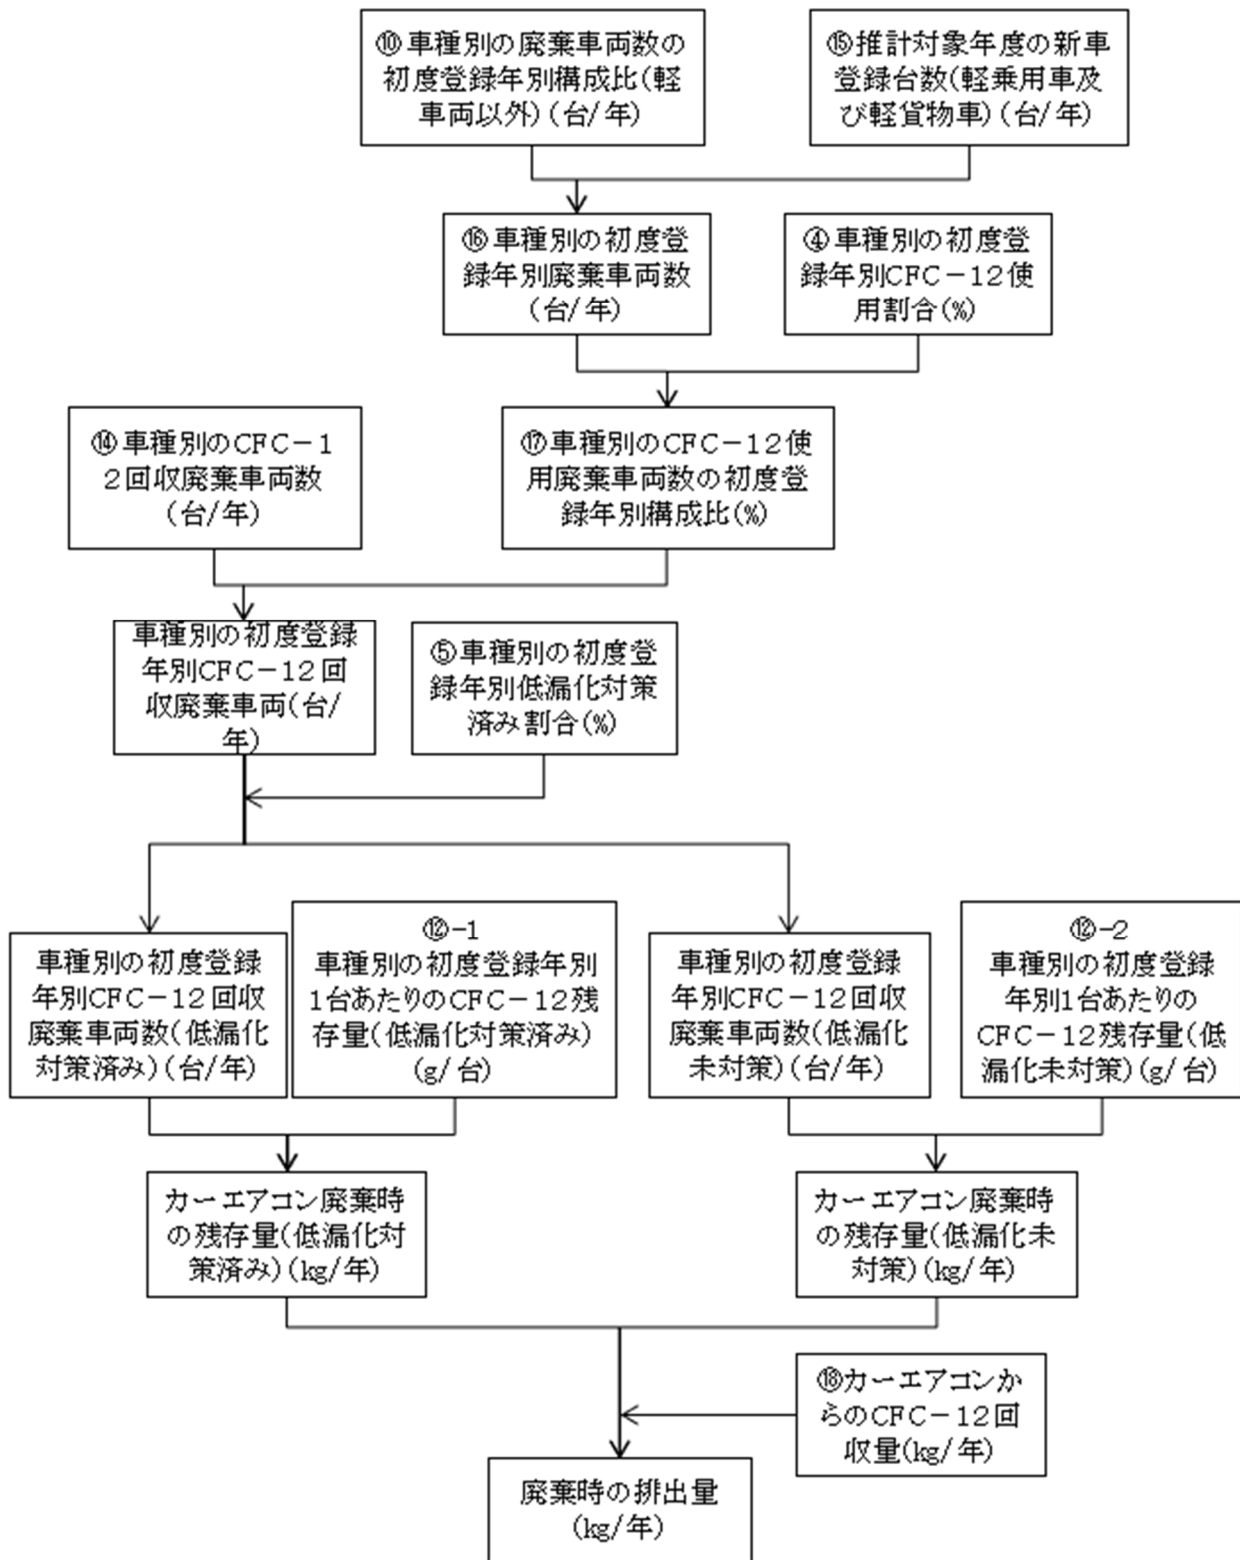 ⑩車種別の廃棄車両数の
初度登録年別構成比(軽
車両以外)(台/年)
⑮推計対象年度の新車
登録台数(軽乗用車及
び軽貨物車)(台/年)
⑯車種別の初度登
録年別廃棄車両数
(台/年)
④車種別の初度登
録年別CFC-12使
用割合(%)
⑭車種別のCFC-1
2回収廃棄車両数
(台/年)
⑰車種別のCFC-12使
用廃棄車両数の初度登
録年別構成比(%)
車種別の初度登録
年別CFC-12回
収廃棄車両(台/
年)
⑤車種別の初度登
録年別低漏化対策
済み割合(%)
車種別の初度登録
年別CFC-12回収
廃棄車両数(低漏化
対策済み)(台/年)
⑫-1
車種別の初度登録年別
1台あたりのCFC-12残
存量(低漏化対策済み)
(g/台)
車種別の初度登録
年別CFC-12回収
廃棄車両数(低漏化
未対策)(台/年)
⑫-2
車種別の初度登録
年別1台あたりの
CFC-12残存量(低
漏化未対策)(g/台)
カーエアコン廃棄時
の残存量(低漏化対
策済み)(kg/年)
カーエアコン廃棄時
の残存量(低漏化未
対策)(kg/年)
⑱カーエアコンか
らのCFC-12回
収量(kg/年)
廃棄時の排出量
(kg/年)